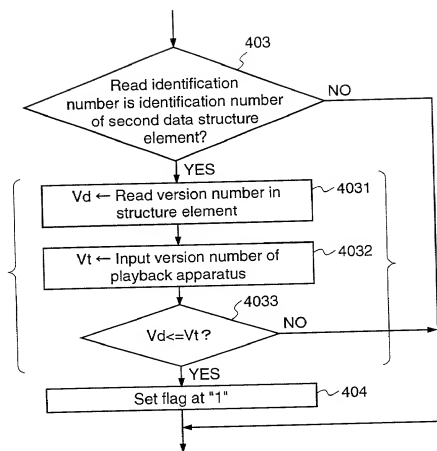 403
Read identification
number is identification number
of second data structure
element?
NO
YES
Vd ← Read version number in
structure element
4031
Vt ← Input version number of
playback apparatus
4032
4033
Vd<=Vt?
NO
YES
Set flag at "1"
404